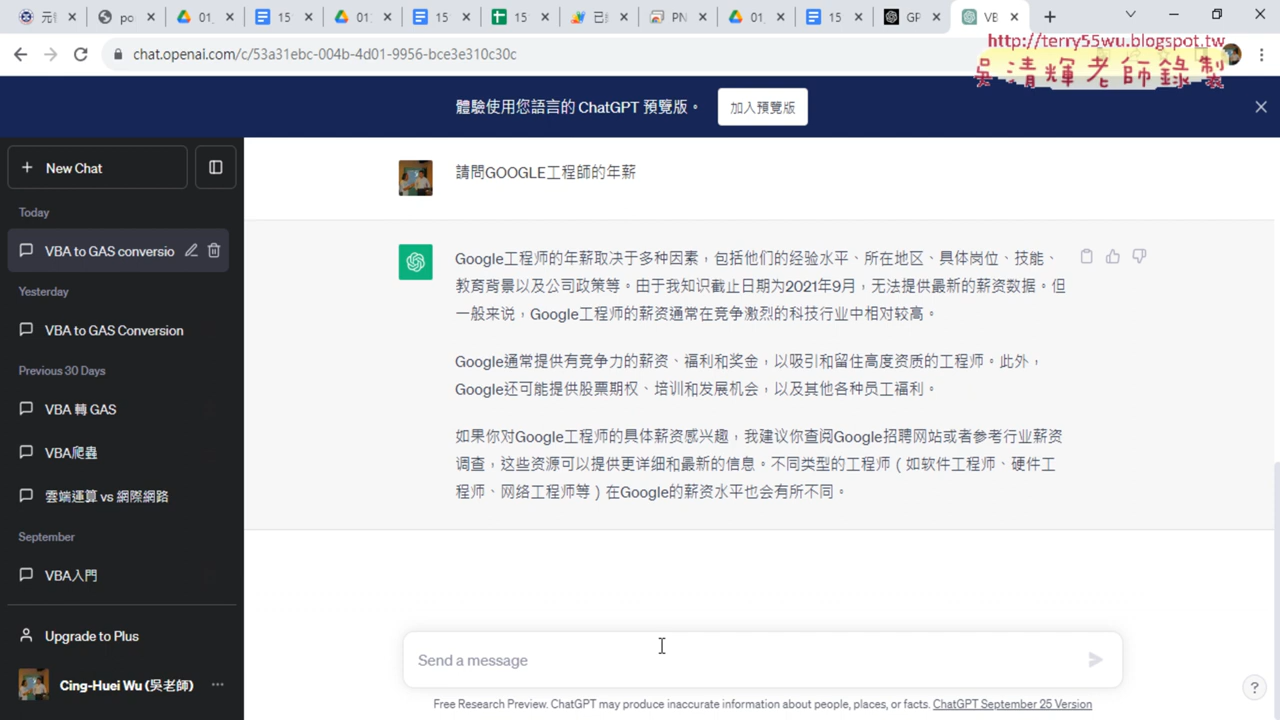 元
po
01_
15
01
15
15
已
PN
01_
15
GP
VB
chat.openai.com/c/53a31ebc-004b-4d01-9956-bce3e310c30c
http://terry55wu.blogspot.tw
吳清輝老師錄製
體驗使用您語言的 ChatGPT 預覽版。
加入預覽版
New Chat
Today
VBA to GAS conversio
Yesterday
VBA to GAS Conversion
Previous 30 Days
VBA 轉 GAS
VBA爬蟲
雲端運算 vs 網際網路
September
VBA入門
Upgrade to Plus
Cing-Huei Wu (吳老師)
請問GOOGLE工程師的年薪
Google工程师的年薪取决于多种因素，包括他们的经验水平、所在地区、具体岗位、技能、
教育背景以及公司政策等。由于我知识截止日期为2021年9月，无法提供最新的薪资数据。但
一般来说，Google工程师的薪资通常在竞争激烈的科技行业中相对较高。
Google通常提供有竞争力的薪资、福利和奖金，以吸引和留住高度资质的工程师。此外，
Google还可能提供股票期权、培训和发展机会，以及其他各种员工福利。
如果你对Google工程师的具体薪资感兴趣，我建议你查阅Google招聘网站或者参考行业薪资
调查，这些资源可以提供更详细和最新的信息。不同类型的工程师（如软件工程师、硬件工
程师、网络工程师等）在Google的薪资水平也会有所不同。
Send a message
Free Research Preview. ChatGPT may produce inaccurate information about people, places, or facts. ChatGPT September 25 Version
?